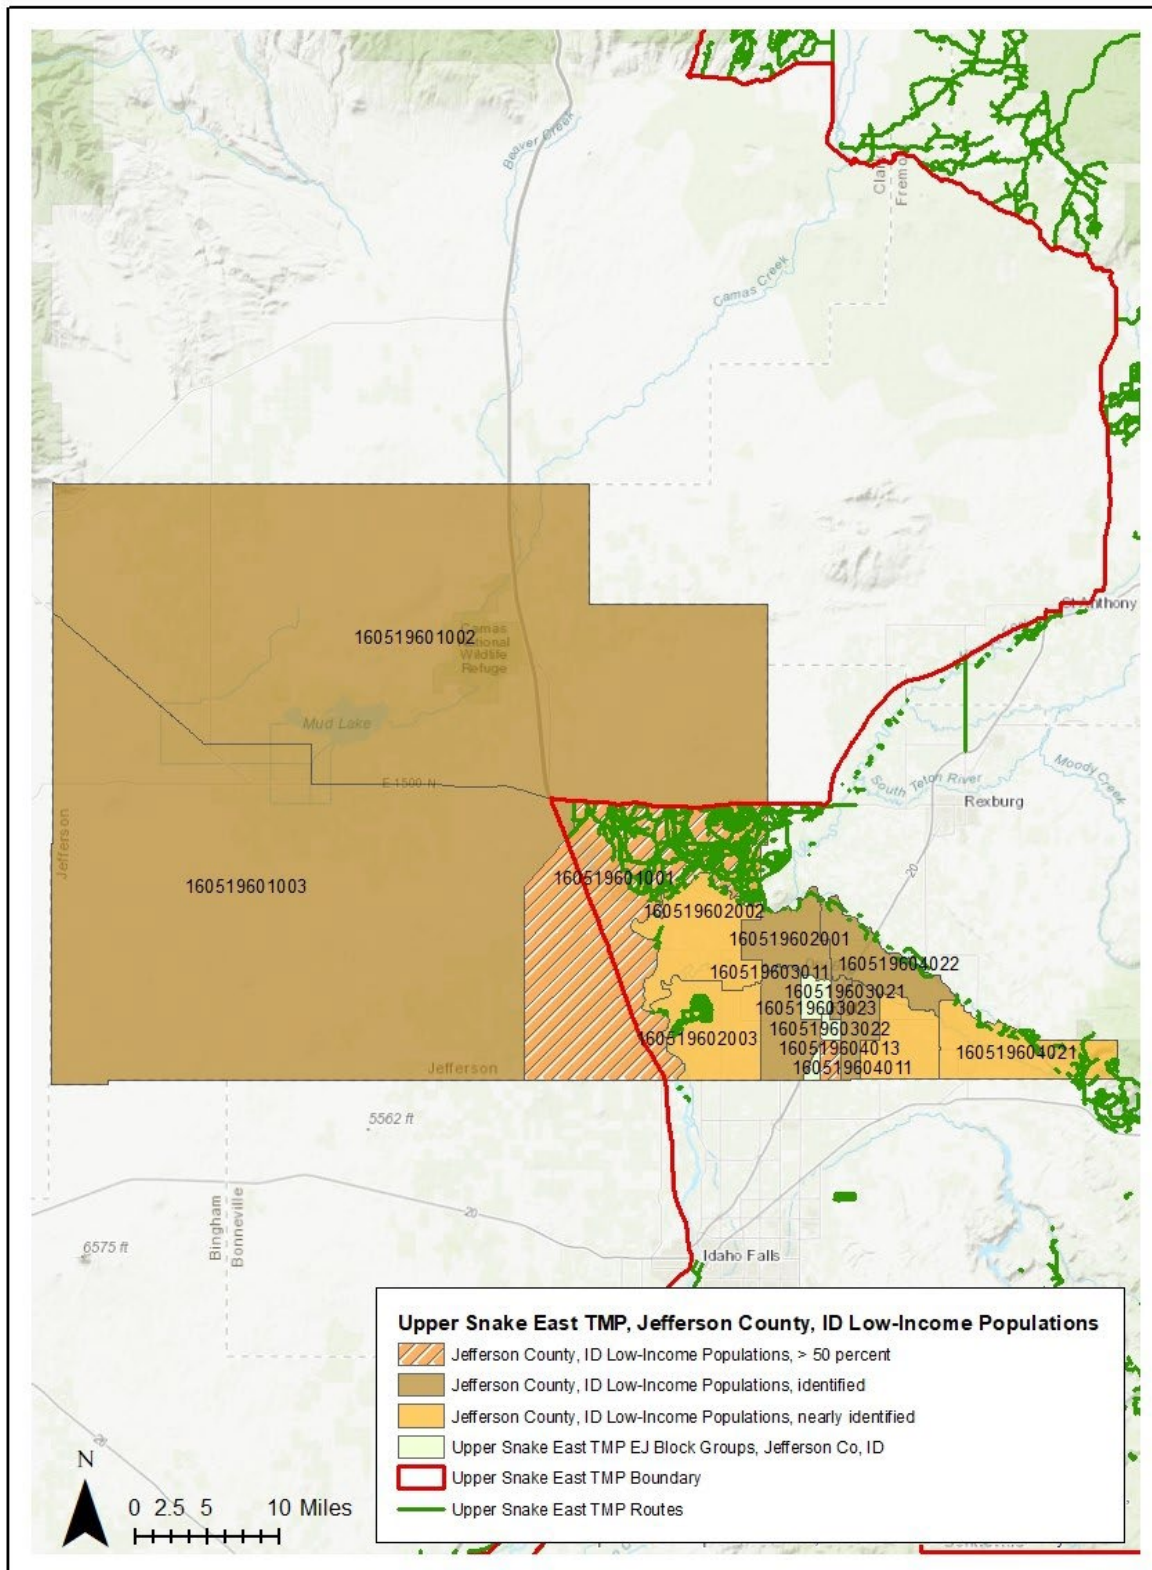 Beaver Creek
Clark
Fremo
Camas Creek
St Anthony
160519601002
Camas
National
Wildlife
Refuge
Mud Lake
E 1500 N
South Teton River
Moody Creek
Rexburg
20
Jefferson
160519601003
160519601001
160519602002
160519602001
160519604022
160519603011
160519603021
160519603023
160519603022
160519602003
160519604013
160519604021
160519604011
Jefferson
5562 ft
Bingham
Bonneville
20
6575 ft
Idaho Falls
Upper Snake East TMP, Jefferson County, ID Low-Income Populations
Jefferson County, ID Low-Income Populations, > 50 percent
Jefferson County, ID Low-Income Populations, identified
Jefferson County, ID Low-Income Populations, nearly identified
Upper Snake East TMP EJ Block Groups, Jefferson Co, ID
Upper Snake East TMP Boundary
Upper Snake East TMP Routes
26
N
0 2.5 5 10 Miles